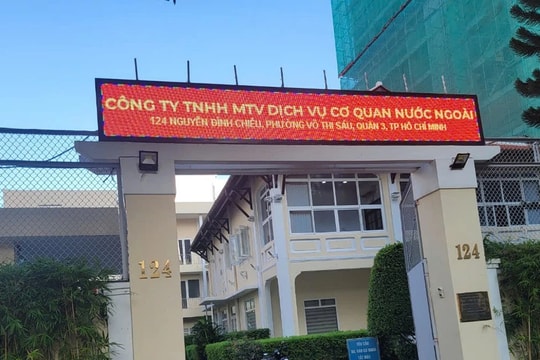 CÔNG TY TNHH MTV DỊCH VỤ CƠ QUAN NƯỚC NGOÀI
124 NGUYỄN ĐÌNH CHIỂU, PHƯỜNG VÕ THỊ SÁU, QUẬN 3, TP HỒ CHÍ MINH
124
124